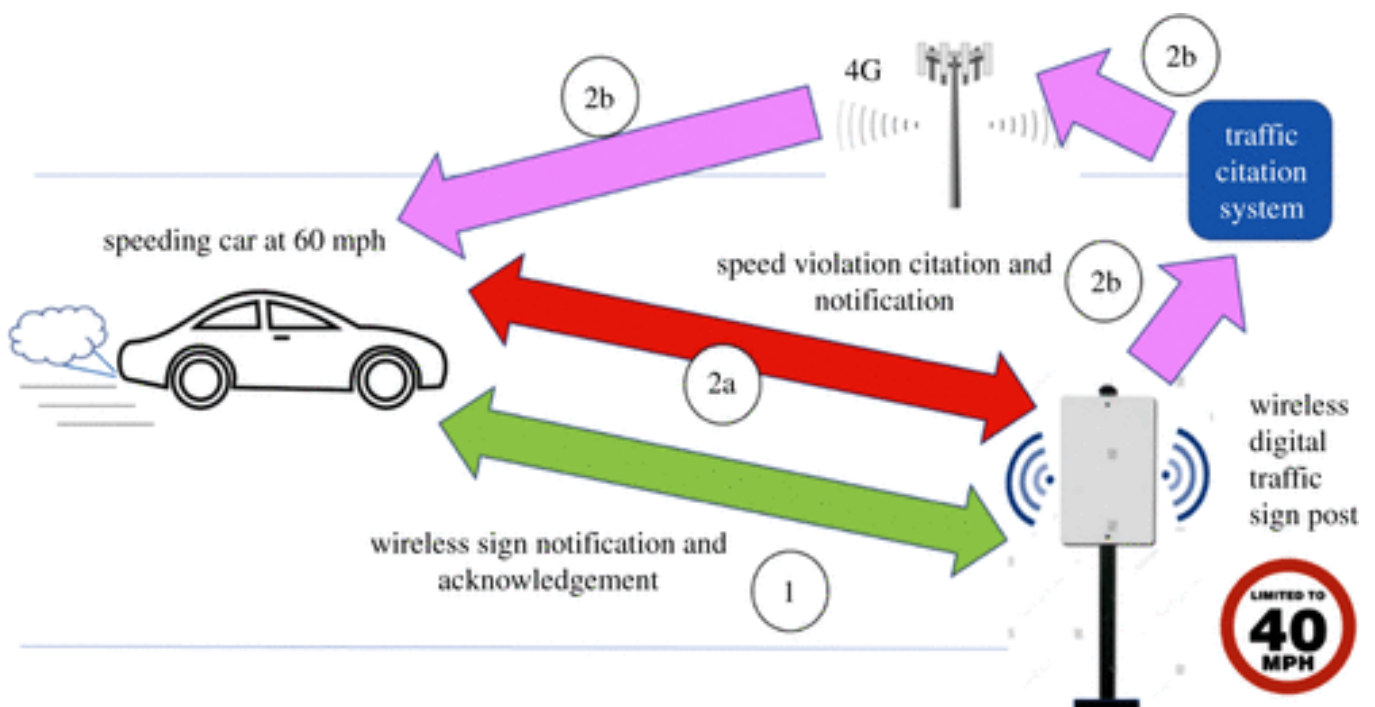 2b
4G
2b
traffic
citation
system
speeding car at 60 mph
speed violation citation and
notification
2b
2a
wireless
digital
traffic
sign post
wireless sign notification and
acknowledgement
1
LIMITED TO
40
MPH